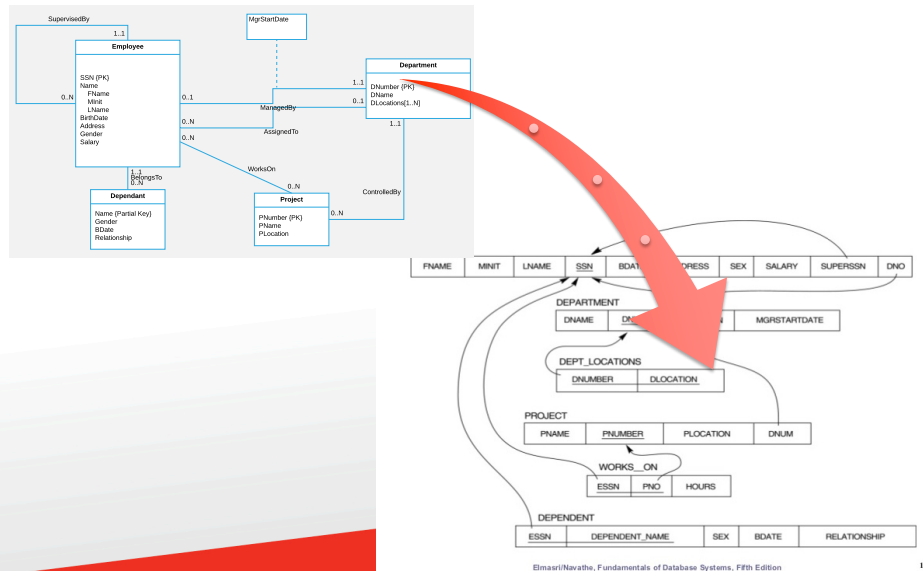 SupervisedBy
1..1
Employee
SSN {PK}
Name
FName
MInit
LName
BirthDate
Address
Gender
Salary
0..N
0..1
0..N
0..N
MgrStartDate
Department
DNumber {PK}
DName
DLocations[1..N]
1..1
0..1
1..1
ManagedBy
AssignedTo
WorksOn
ControlledBy
1..1
BelongsTo
0..N
Dependant
Name {Partial Key}
Gender
BDate
Relationship
0..N
Project
PNumber {PK}
PName
PLocation
0..N
FNAME MINIT LNAME SSN SEX SALARY SUPERSSN DNO
DEPARTMENT
DNAME MGRSTARTDATE
DEPT_LOCATIONS
DNUMBER DLOCATION
PROJECT
PNAME PNUMBER PLOCATION DNUM
WORKS_ON
ESSN PNO HOURS
DEPENDENT
ESSN DEPENDENT_NAME SEX BDATE RELATIONSHIP
Elmasri/Navathe, Fundamentals of Database Systems, Fifth Edition